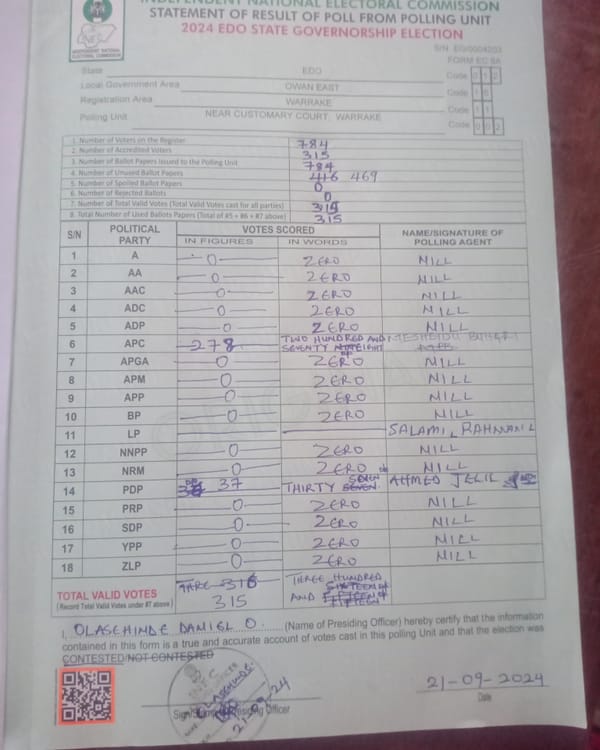 INDEPENDENT NATIONAL ELECTORAL COMMISSION
STATEMENT OF RESULT OF POLL FROM POLLING UNIT
2024 EDO STATE GOVERNORSHIP ELECTION
FORM EC 8A
State EDO Code 012
Local Government Area OWAN EAST Code
Registration Area WARRAKE Code 11
Polling Unit NEAR CUSTOMARY COURT, WARRAKE Code 002
1. Number of Voters on the Register 784
2. Number of Accredited Voters 315
3. Number of Ballot Papers Issued to the Polling Unit 784
4. Number of Unused Ballot Papers 469
5. Number of Spoiled Ballot Papers 0
6. Number of Rejected Ballots 0
7. Number of Total Valid Votes (Total Valid Votes cast for all parties) 315
8. Total Number of Used Ballots Papers (Total of #5 + #6 + #7 above) 315
S/N POLITICAL PARTY VOTES SCORED NAME/SIGNATURE OF POLLING AGENT
IN FIGURES IN WORDS
1 A 0 ZERO NILL
2 AA 0 ZERO NILL
3 AAC 0 ZERO NILL
4 ADC 0 ZERO NILL
5 ADP 0 ZERO NILL
6 APC 278 TWO HUNDRED AND
SEVENTY EIGHT
7 APGA 0 ZERO NILL
8 APM 0 ZERO NILL
9 APP 0 ZERO NILL
10 BP 0 ZERO NILL
11 LP SALAMI
12 NNPP 0 ZERO NILL
13 NRM 0 ZERO NILL
14 PDP 37 THIRTY SEVEN AHMED JELIL
15 PRP 0 ZERO NILL
16 SDP 0 ZERO NILL
17 YPP 0 ZERO NILL
18 ZLP 0 ZERO NILL
TOTAL VALID VOTES 316 THREE HUNDRED
(Record Total Valid Votes under #7 above) 315 AND SIXTEEN
FIFTEEN
FIFTEEN
I, OLASEHINDE DANIEL O. (Name of Presiding Officer) hereby certify that the information
contained in this form is a true and accurate account of votes cast in this polling Unit and that the election was
CONTESTED/NOT CONTESTED
21-09-24
21-09-2024
Sign/Stamp of Presiding Officer Date